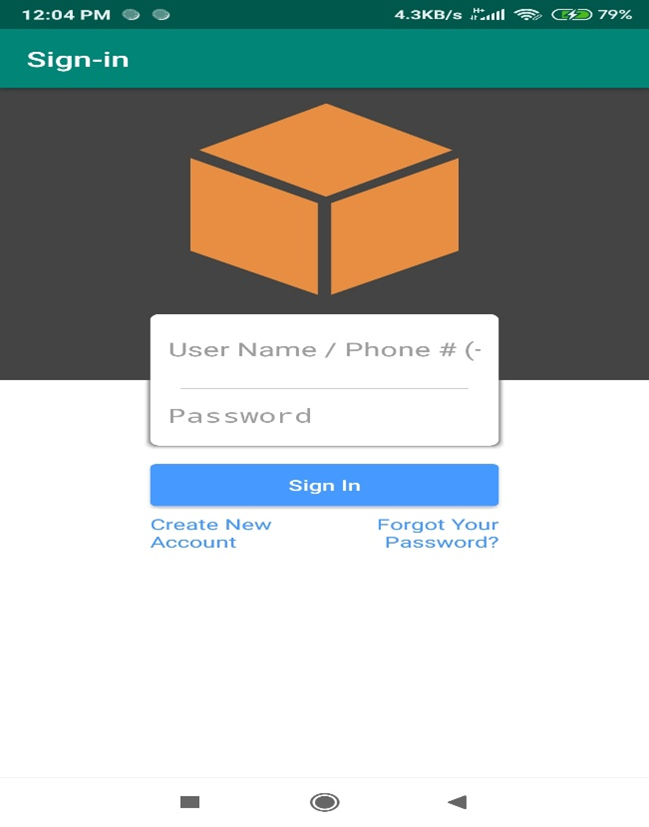 12:04 PM 4.3KB/s H+ 79%
Sign-in
User Name / Phone # (-
Password
Sign In
Create New Forgot Your
Account Password?